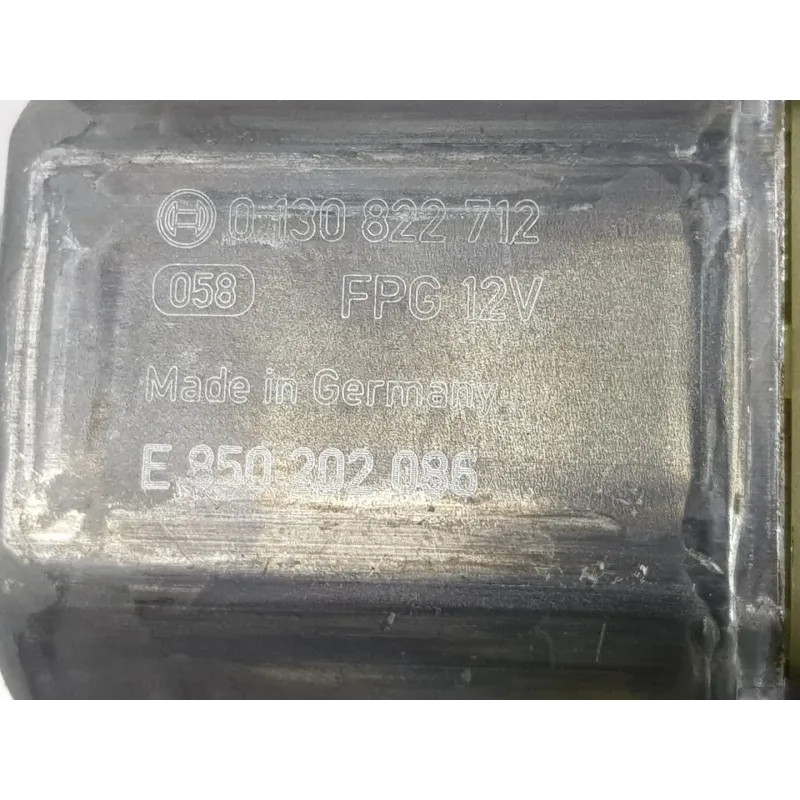 0 130 822 712
058 FPG 12V
Made in Germany
E 850 202 086